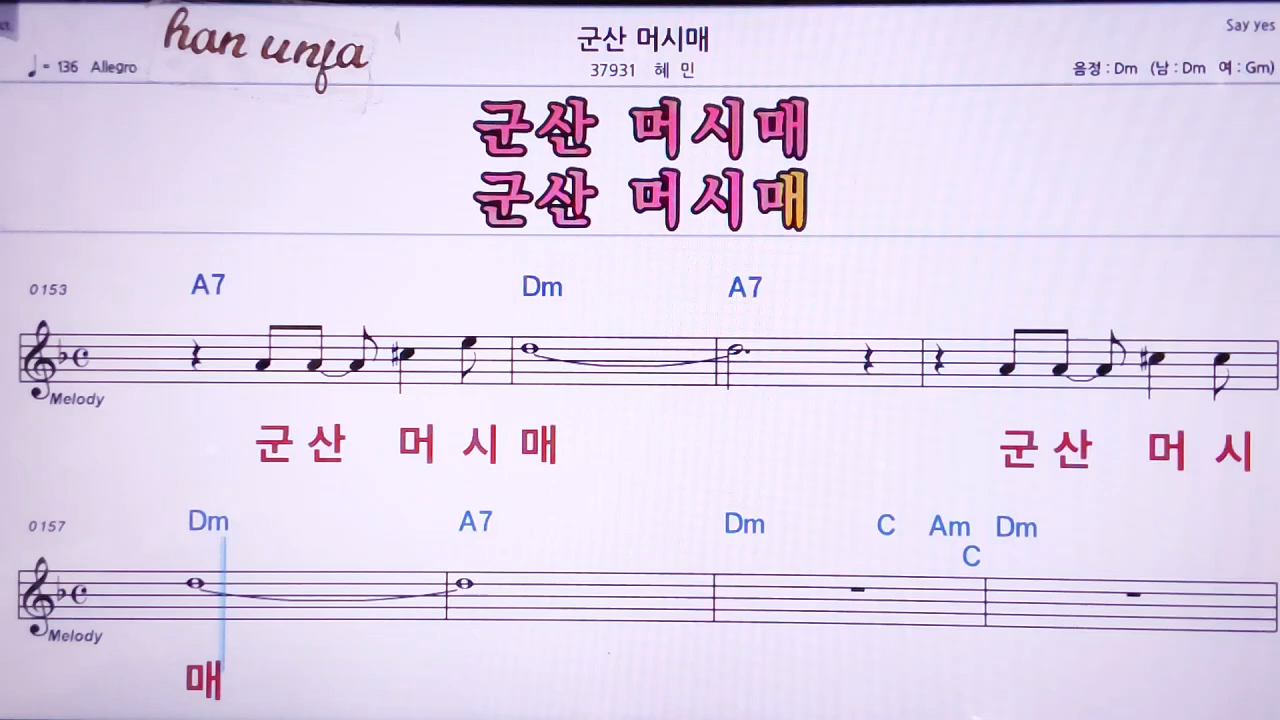 han unfa
군산 머시매
Say yes
♩= 136 Allegro
37931 혜 민
음정 : Dm (남 : Dm 여 : Gm)
군산 머시매
군산 머시매
0153 A7 Dm A7
Melody
군 산 머 시 매 군 산 머 시
0157 Dm A7 Dm C Am Dm
C
Melody
매